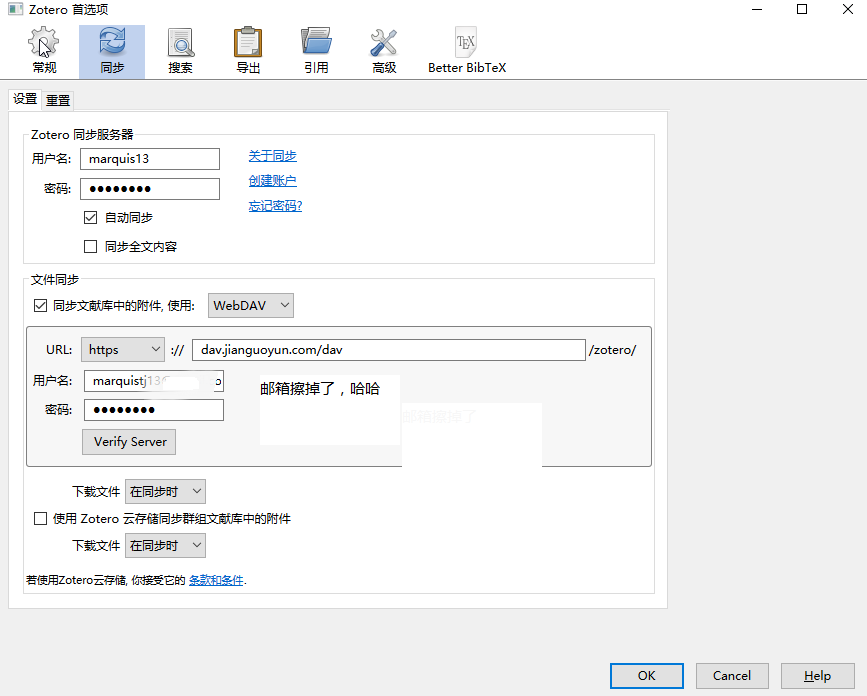 Zotero 首选项
常规 同步 搜索 导出 引用 高级 Better BibTeX
设置 重置
Zotero 同步服务器
用户名: marquis13 关于同步
密码: ●●●●●●●● 创建账户
忘记密码?
自动同步
同步全文内容
文件同步
同步文献库中的附件, 使用: WebDAV
URL: https :// dav.jianguoyun.com/dav /zotero/
用户名: marquistj13
邮箱擦掉了，哈哈
密码: ●●●●●●●●
邮箱擦掉了
Verify Server
下载文件 在同步时
使用 Zotero 云存储同步群组文献库中的附件
下载文件 在同步时
若使用Zotero云存储, 你接受它的 条款和条件.
OK Cancel Help